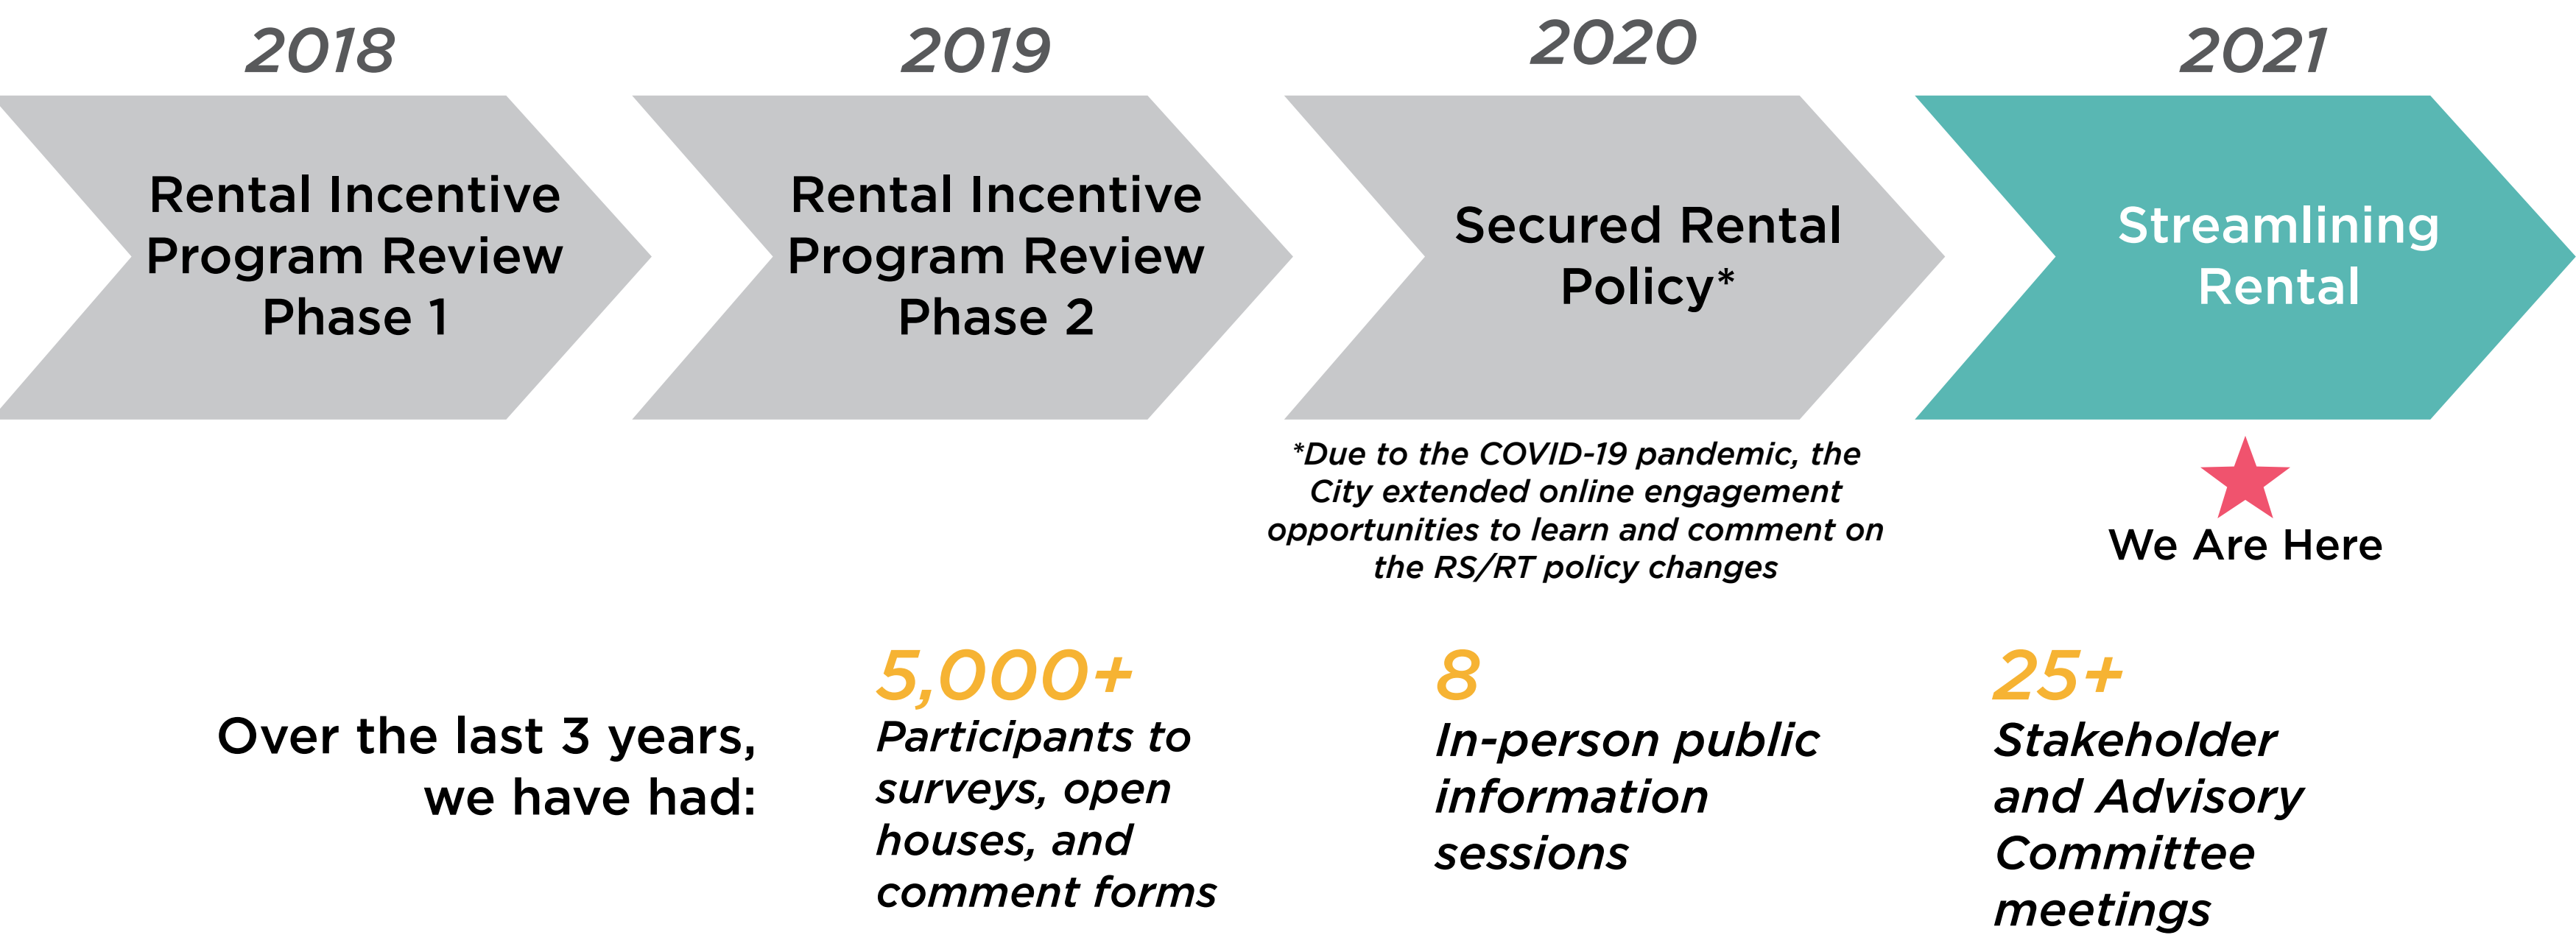 2018
Rental Incentive
Program Review
Phase 1
2019
Rental Incentive
Program Review
Phase 2
2020
Secured Rental
Policy*
*Due to the COVID-19 pandemic, the
City extended online engagement
opportunities to learn and comment on
the RS/RT policy changes
2021
Streamlining
Rental
We Are Here
Over the last 3 years,
we have had:
5,000+
Participants to
surveys, open
houses, and
comment forms
8
In-person public
information
sessions
25+
Stakeholder
and Advisory
Committee
meetings